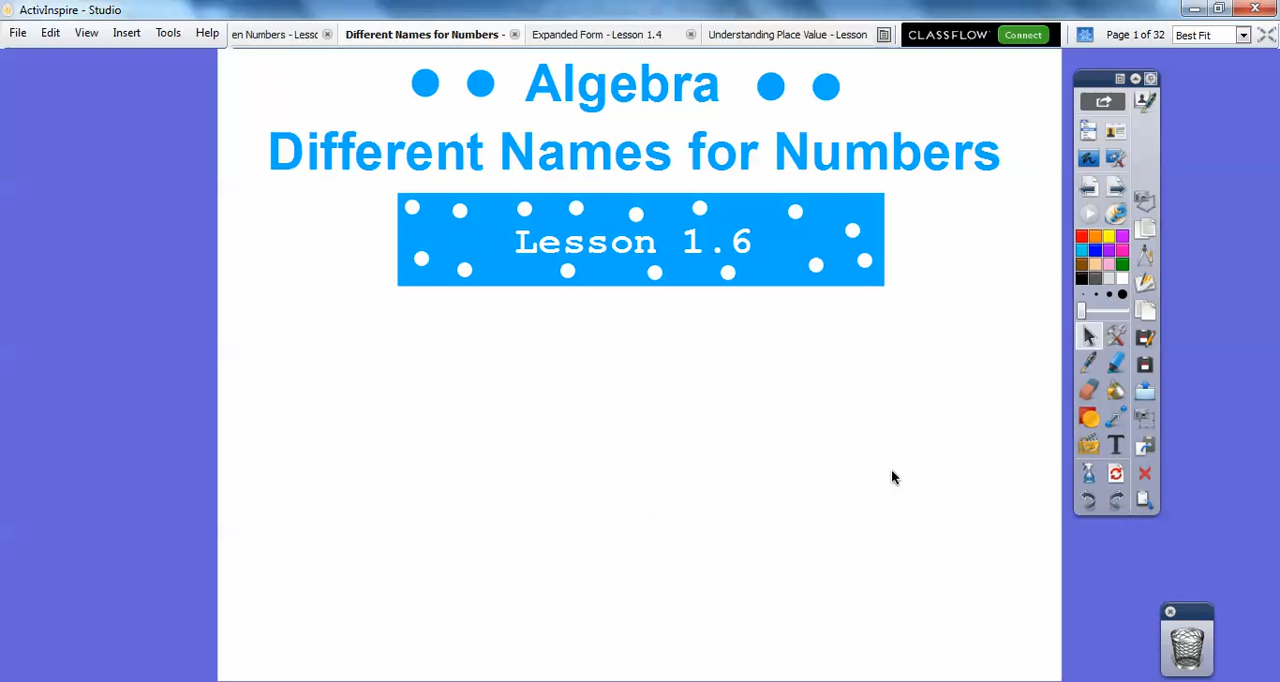 ActivInspire - Studio
File Edit View Insert Tools Help
en Numbers - Lessc
Different Names for Numbers -
Expanded Form - Lesson 1.4
Understanding Place Value - Lesson
CLASSFLOW Connect
Page 1 of 32
Best Fit
Algebra
Different Names for Numbers
Lesson 1.6